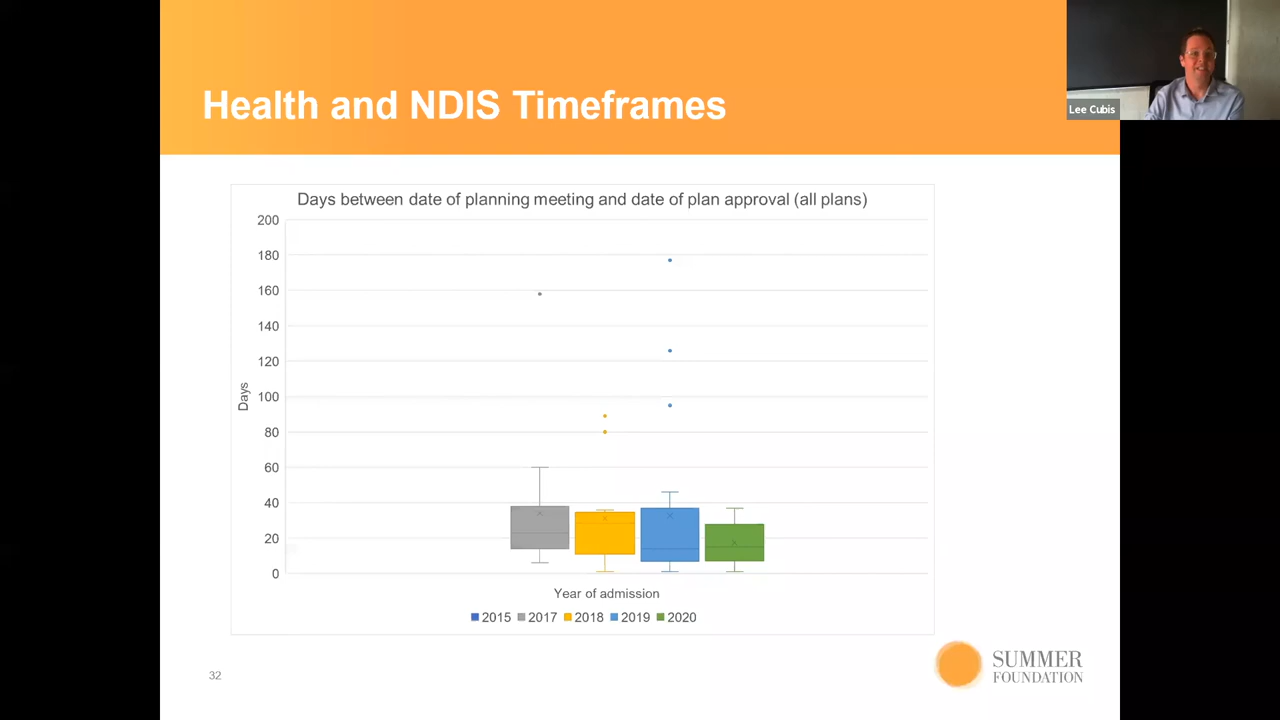 Health and NDIS Timeframes
Lee Cubis
Days between date of planning meeting and date of plan approval (all plans)
200
180
160
140
120
100
80
60
40
20
0
Days
Year of admission
2015 2017 2018 2019 2020
32
SUMMER
FOUNDATION